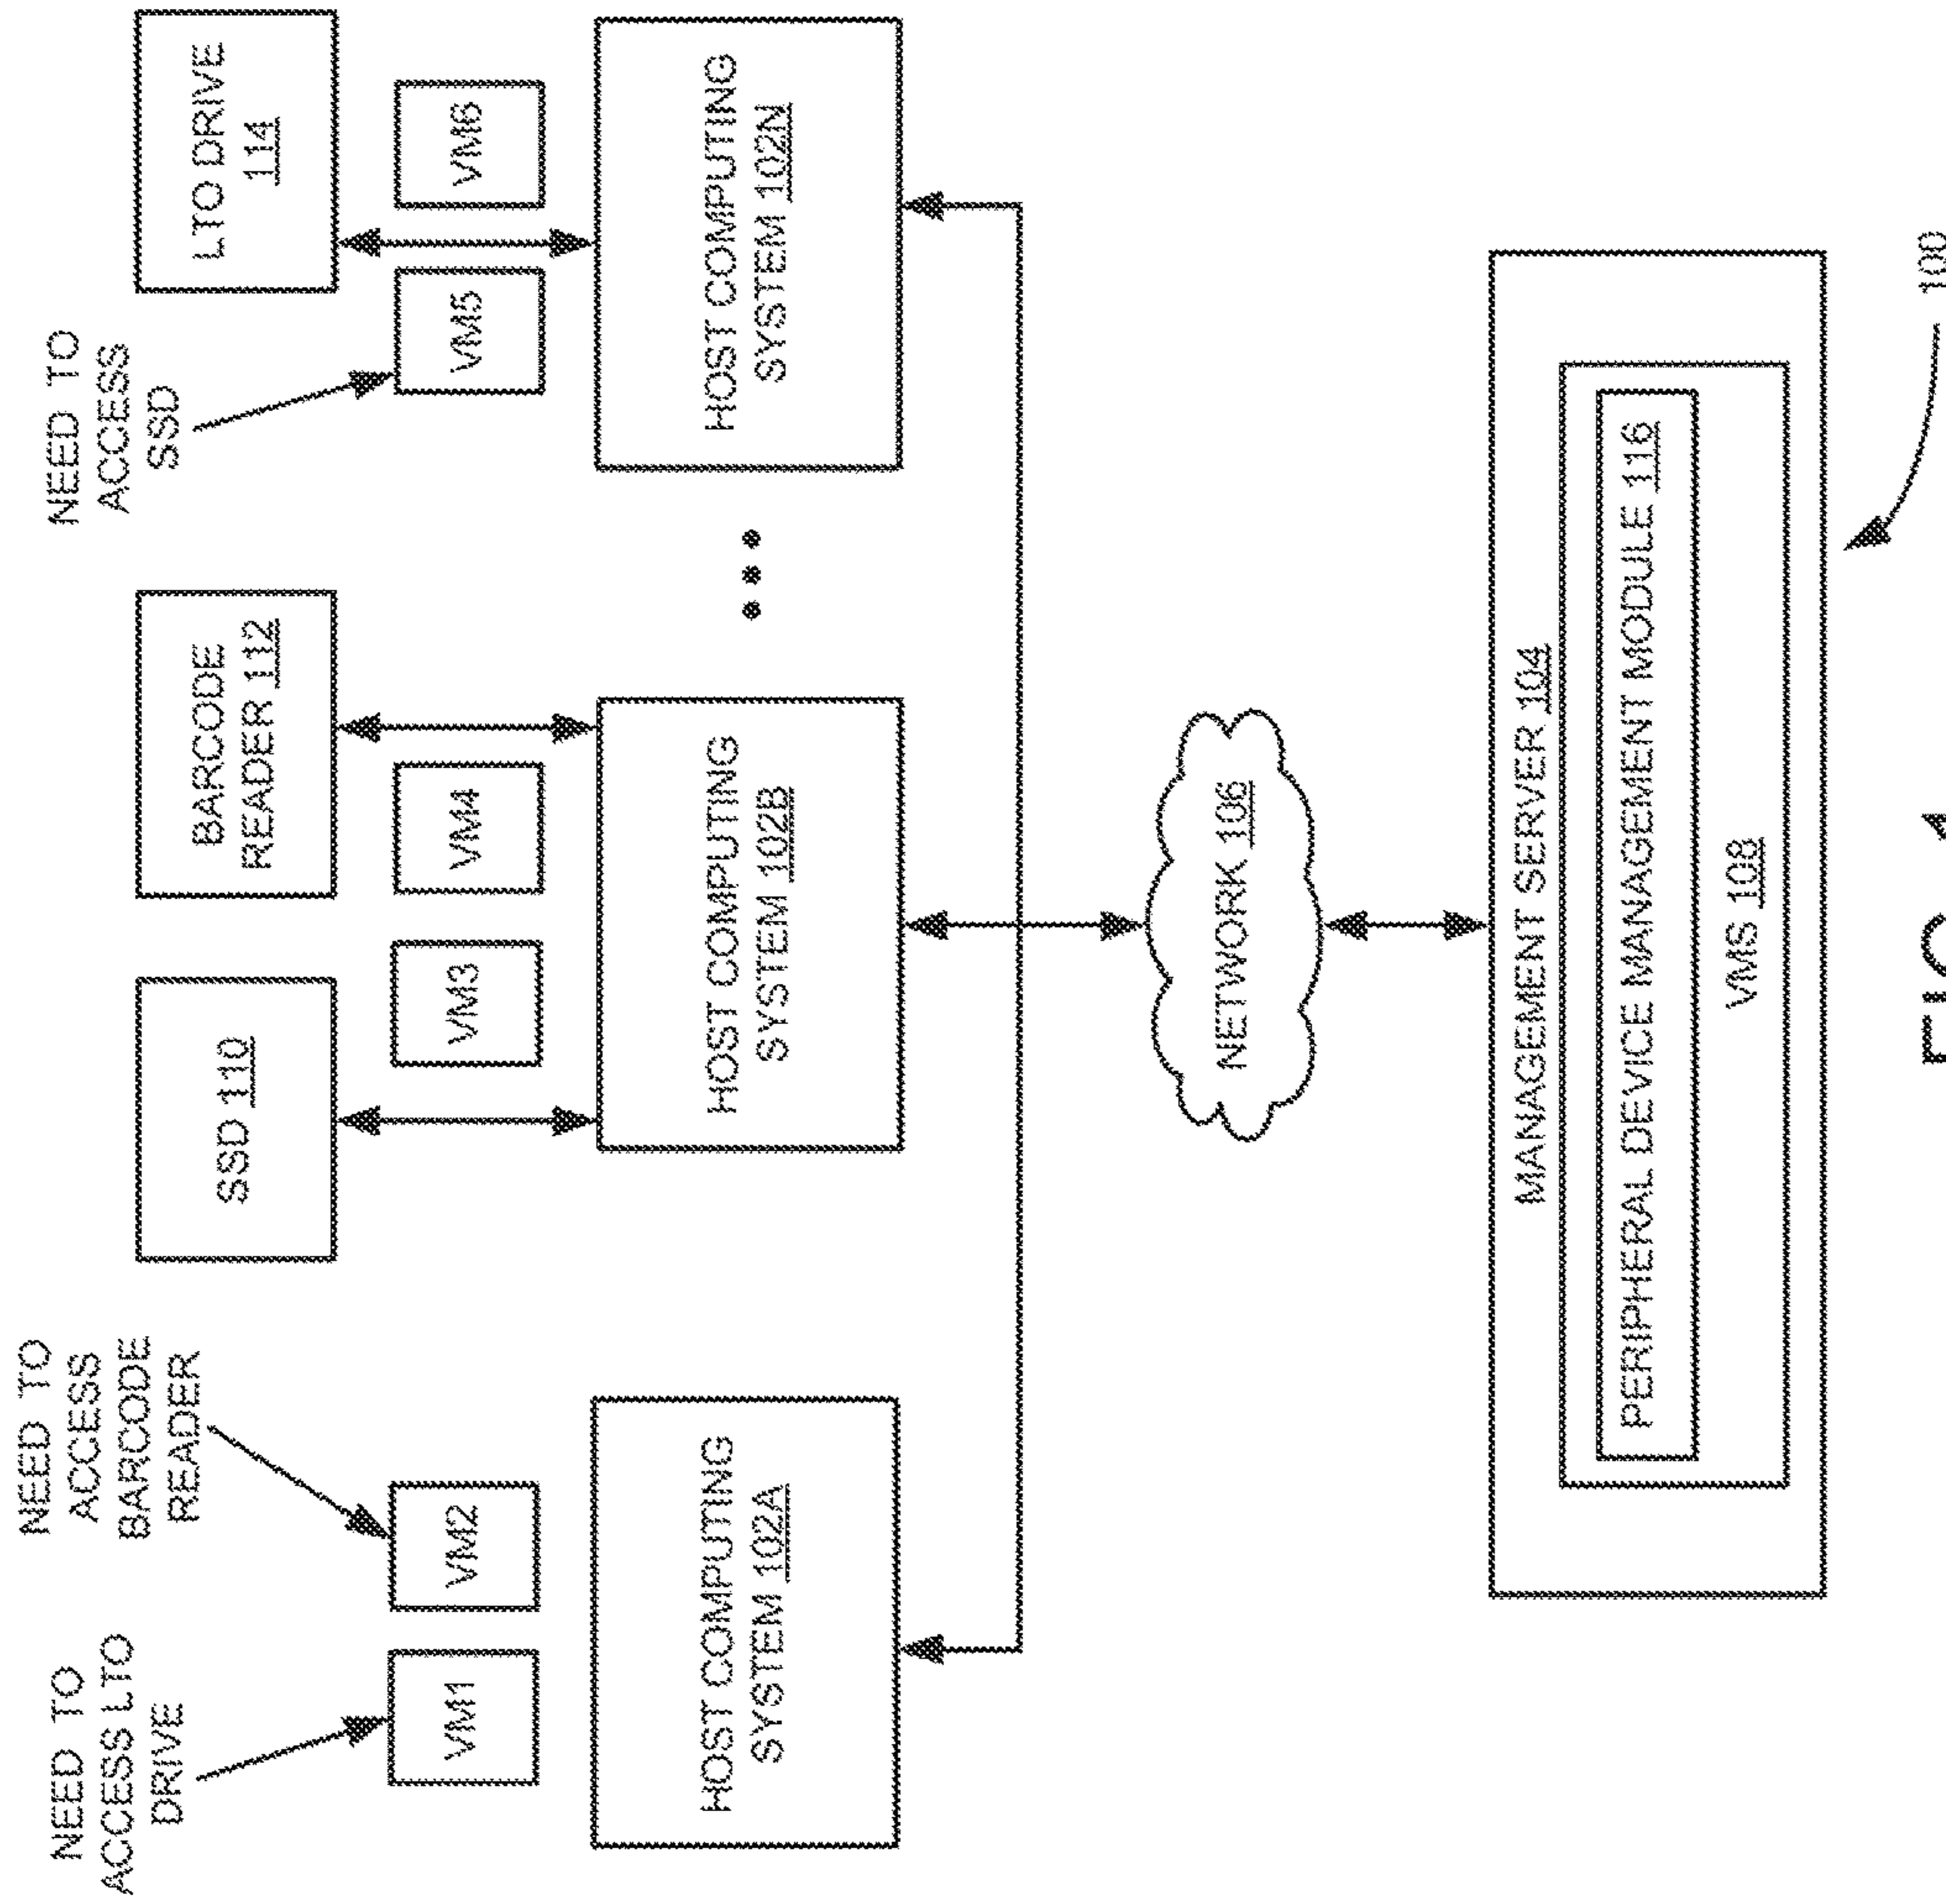 NEED TO
ACCESS LTO
DRIVE
NEED TO
ACCESS
BARCODE
READER
SSD 110
BARCODE
READER 112
NEED TO
ACCESS
SSD
LTO DRIVE
114
VM1
VM2
VM3
VM4
VM5
VM6
HOST COMPUTING
SYSTEM 102A
HOST COMPUTING
SYSTEM 102B
HOST COMPUTING
SYSTEM 102N
NETWORK 106
MANAGEMENT SERVER 104
PERIPHERAL DEVICE MANAGEMENT MODULE 116
VMS 108
100